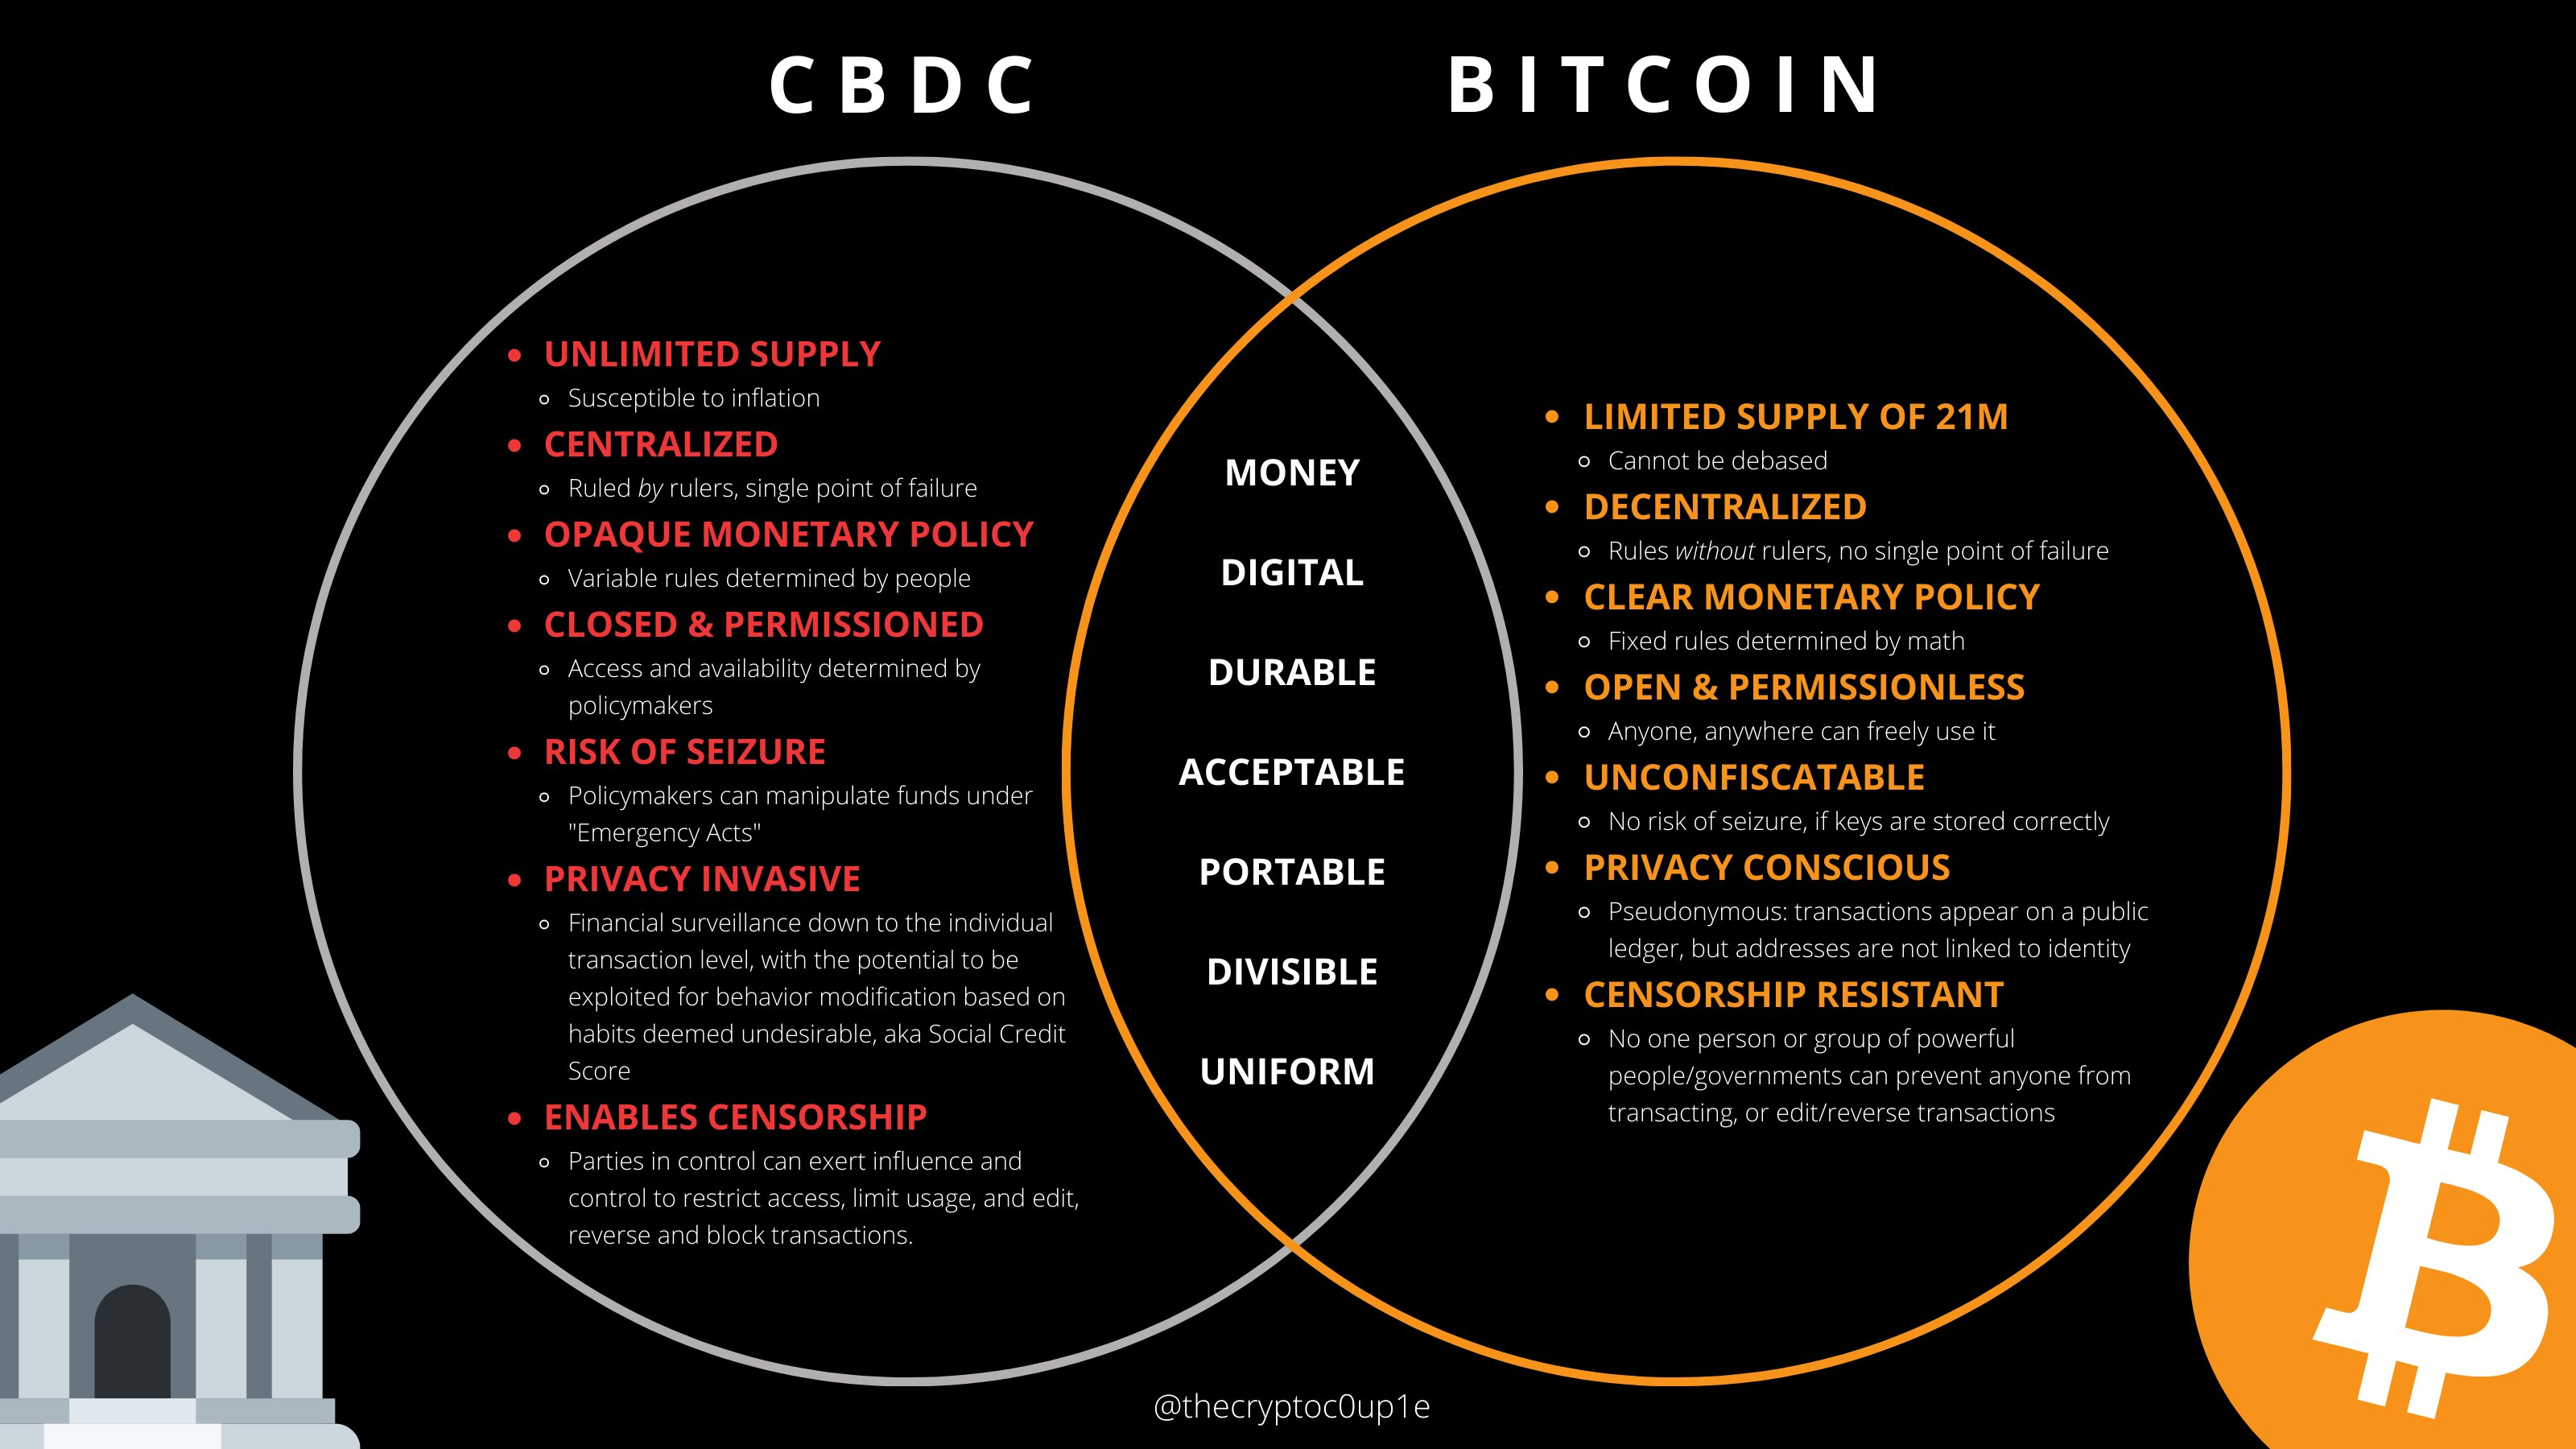 CBDC
BITCOIN
UNLIMITED SUPPLY
Susceptible to inflation
CENTRALIZED
Ruled by rulers, single point of failure
OPAQUE MONETARY POLICY
Variable rules determined by people
CLOSED & PERMISSIONED
Access and availability determined by
policymakers
RISK OF SEIZURE
Policymakers can manipulate funds under
"Emergency Acts"
PRIVACY INVASIVE
Financial surveillance down to the individual
transaction level, with the potential to be
exploited for behavior modification based on
habits deemed undesirable, aka Social Credit
Score
ENABLES CENSORSHIP
Parties in control can exert influence and
control to restrict access, limit usage, and edit,
reverse and block transactions.
MONEY
DIGITAL
DURABLE
ACCEPTABLE
PORTABLE
DIVISIBLE
UNIFORM
LIMITED SUPPLY OF 21M
Cannot be debased
DECENTRALIZED
Rules without rulers, no single point of failure
CLEAR MONETARY POLICY
Fixed rules determined by math
OPEN & PERMISSIONLESS
Anyone, anywhere can freely use it
UNCONFISCATABLE
No risk of seizure, if keys are stored correctly
PRIVACY CONSCIOUS
Pseudonymous: transactions appear on a public
ledger, but addresses are not linked to identity
CENSORSHIP RESISTANT
No one person or group of powerful
people/governments can prevent anyone from
transacting, or edit/reverse transactions
@thecryptoc0up1e